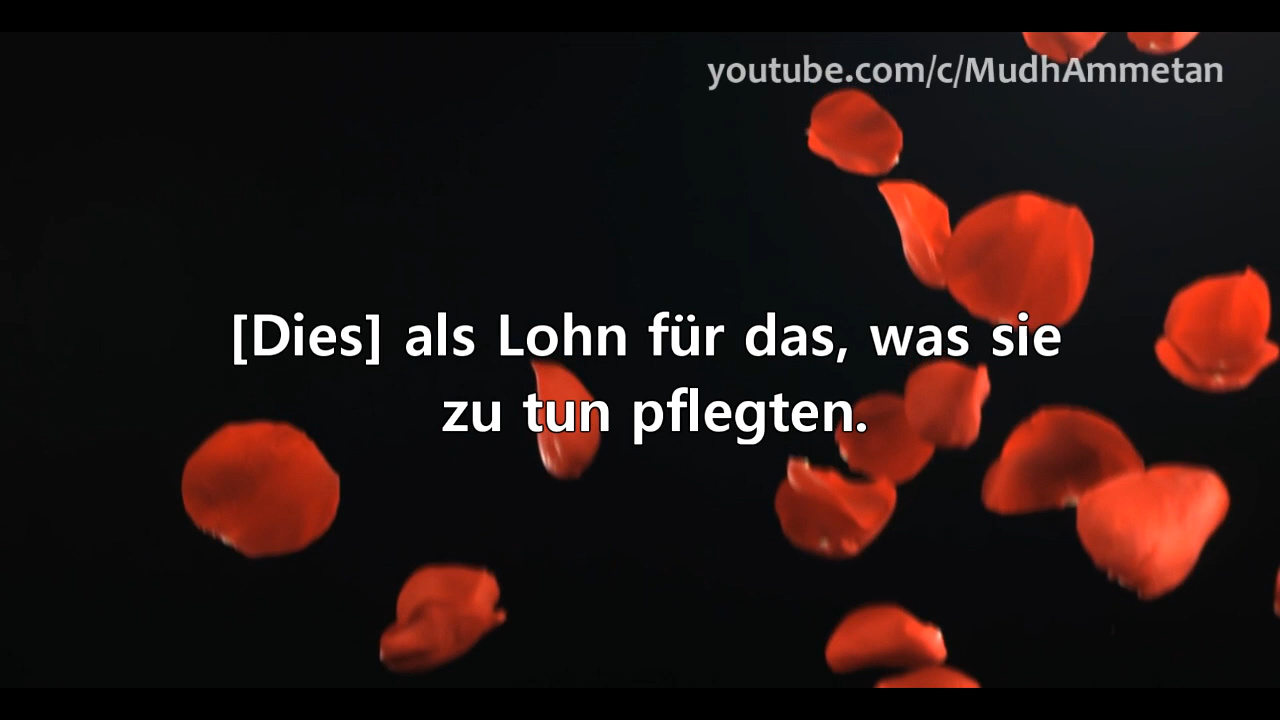 youtube.com/c/MudhAmmetan
[Dies] als Lohn für das, was sie
zu tun pflegten.